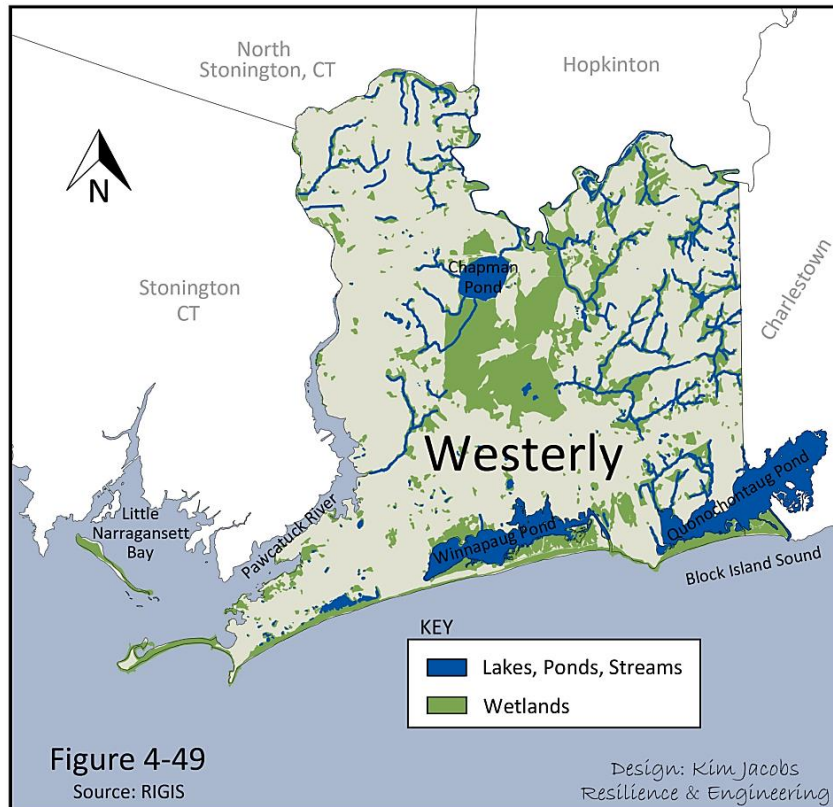 North
Stonington, CT
Hopkinton
N
Stonington
CT
Chapman
Pond
Charlestown
Westerly
Little
Narragansett
Bay
Pawcatuck River
Winnapaug Pond
Quonochontaug Pond
Block Island Sound
KEY
Lakes, Ponds, Streams
Wetlands
Figure 4-49
Source: RIGIS
Design: Kim Jacobs
Resilience & Engineering